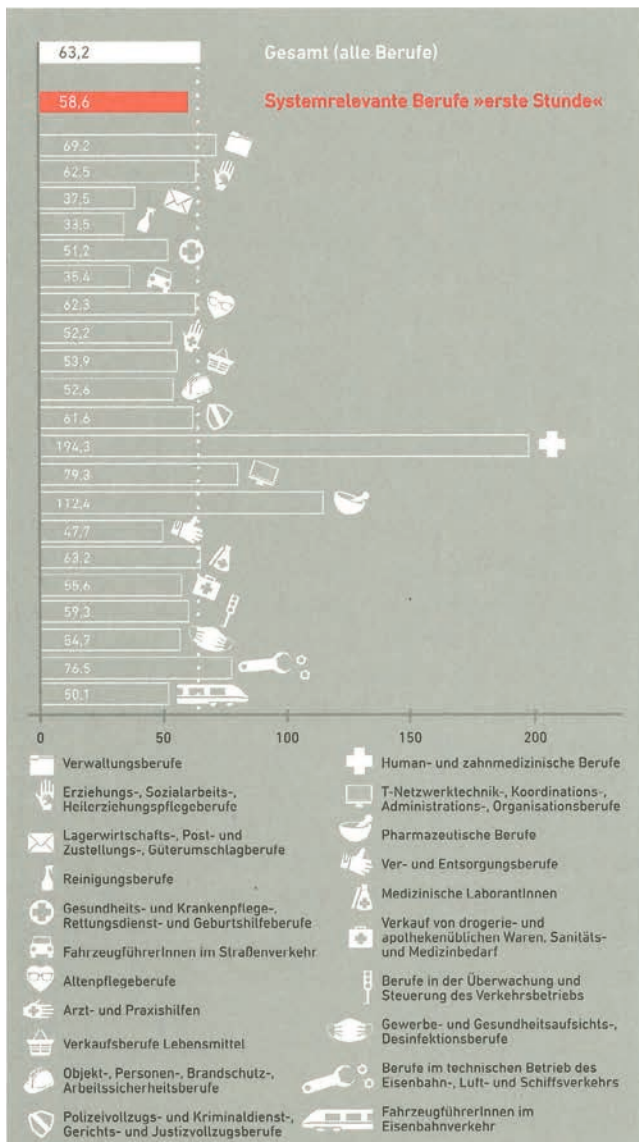 63,2 Gesamt (alle Berufe)
58,6 Systemrelevante Berufe »erste Stunde«
69,2
62,5
37,5
33,5
51,2
35,4
62,3
52,2
53,9
52,6
61,6
194,3
79,3
112,4
47,7
63,2
55,6
59,3
54,7
76,5
50,1
0 50 100 150 200
Verwaltungsberufe
Erziehungs-, Sozialarbeits-,
Heilerziehungspflegeberufe
Lagerwirtschafts-, Post- und
Zustellungs-, Güterumschlagberufe
Reinigungsberufe
Gesundheits- und Krankenpflege-,
Rettungsdienst- und Geburtshilfeberufe
FahrzeugführerInnen im Straßenverkehr
Altenpflegeberufe
Arzt- und Praxishilfen
Verkaufsberufe Lebensmittel
Objekt-, Personen-, Brandschutz-,
Arbeitssicherheitsberufe
Polizeivollzugs- und Kriminaldienst-,
Gerichts- und Justizvollzugsberufe
Human- und zahnmedizinische Berufe
T-Netzwerktechnik-, Koordinations-,
Administrations-, Organisationsberufe
Pharmazeutische Berufe
Ver- und Entsorgungsberufe
Medizinische LaborantInnen
Verkauf von drogerie- und
apothekenüblichen Waren, Sanitäts-
und Medizinbedarf
Berufe in der Überwachung und
Steuerung des Verkehrsbetriebs
Gewerbe- und Gesundheitsaufsichts-,
Desinfektionsberufe
Berufe im technischen Betrieb des
Eisenbahn-, Luft- und Schiffsverkehrs
FahrzeugführerInnen im
Eisenbahnverkehr